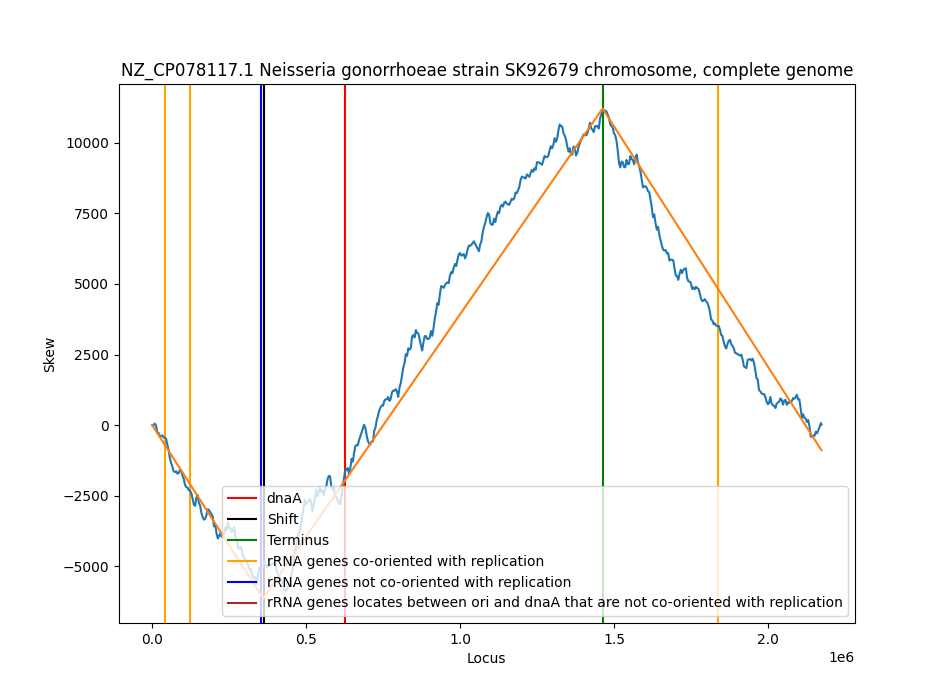 NZ_CP078117.1 Neisseria gonorrhoeae strain SK92679 chromosome, complete genome
Skew
10000
7500
5000
2500
0
−2500
−5000
dnaA
Shift
Terminus
rRNA genes co-oriented with replication
rRNA genes not co-oriented with replication
rRNA genes locates between ori and dnaA that are not co-oriented with replication
0.0 0.5 1.0 1.5 2.0
1e6
Locus